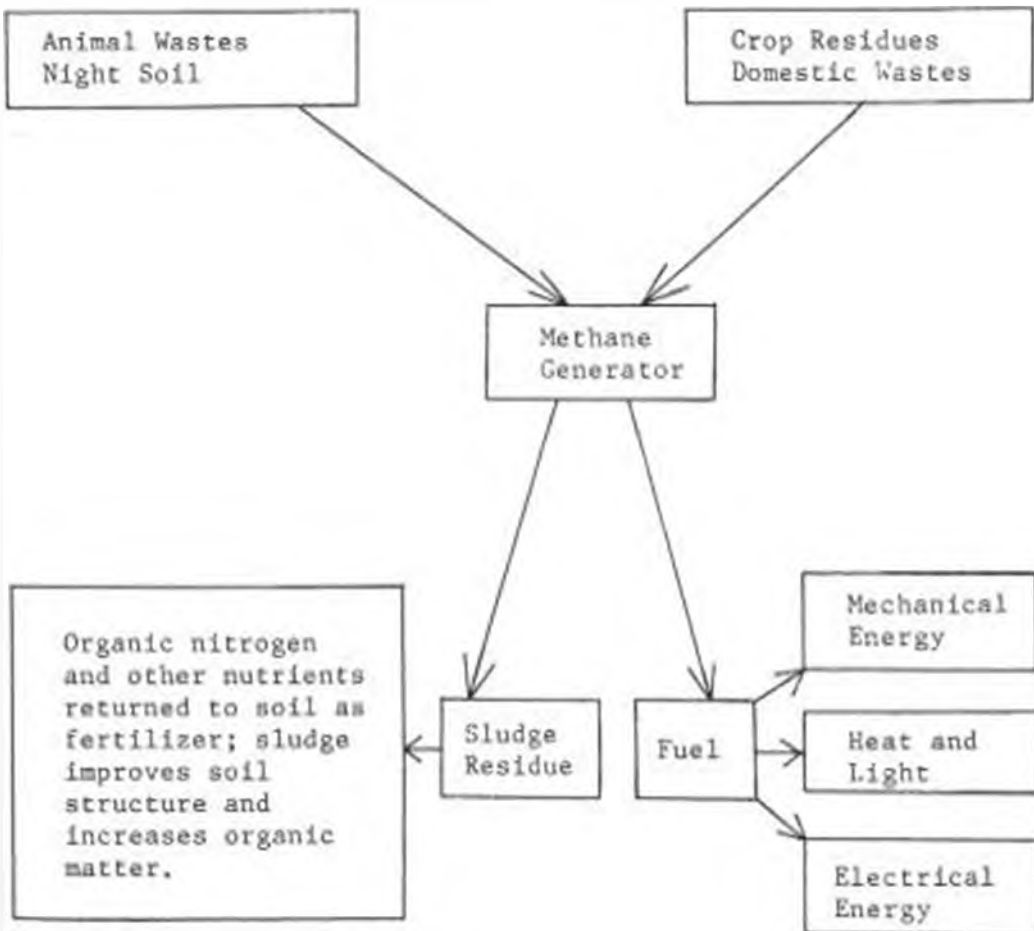 Animal Wastes
Night Soil
Crop Residues
Domestic Wastes
Methane
Generator
Organic nitrogen
and other nutrients
returned to soil as
fertilizer; sludge
improves soil
structure and
increases organic
matter.
Sludge
Residue
Fuel
Mechanical
Energy
Heat and
Light
Electrical
Energy